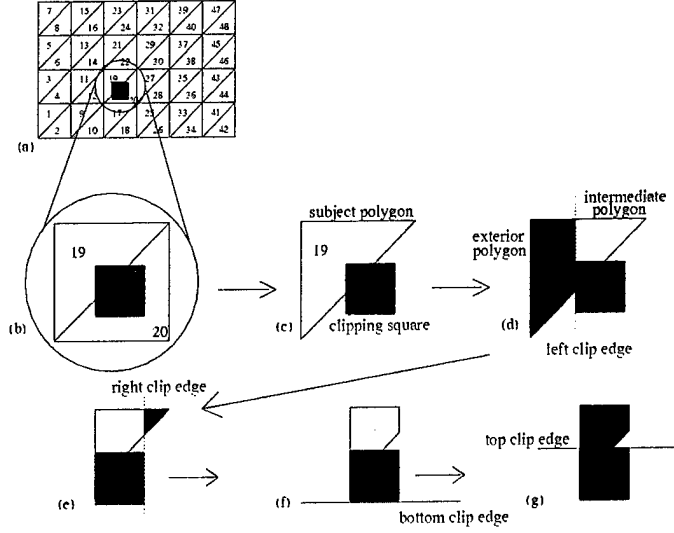 7 15 23 31 39 47
8 16 24 32 40 48
5 13 21 29 37 45
6 14 22 30 38 46
3 11 19 27 35 43
4 28 36 44
1 9 17 25 33 41
2 10 18 26 34 42
(a)
19
20
(b)
subject polygon
19
clipping square
(c)
intermediate
polygon
exterior
polygon
(d)
left clip edge
right clip edge
(e)
(f)
bottom clip edge
top clip edge
(g)